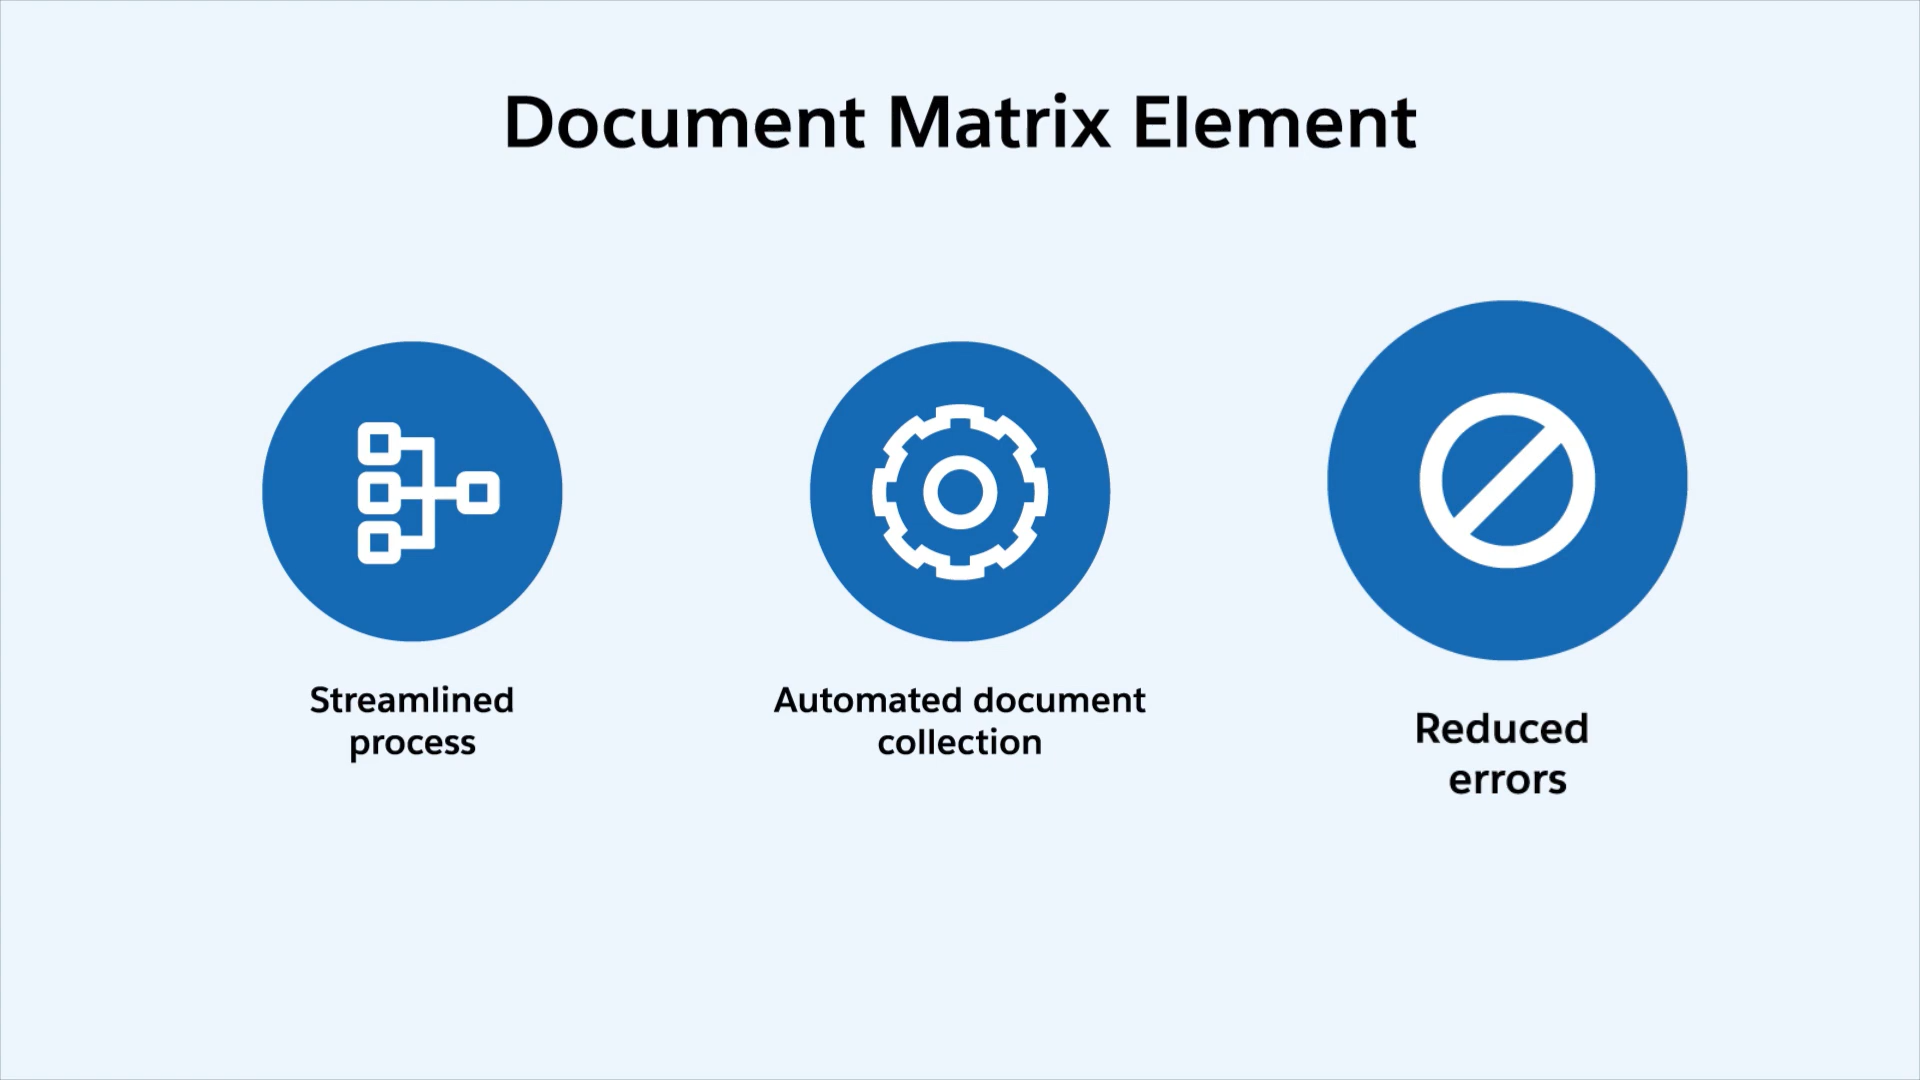 Document Matrix Element
Streamlined
process
Automated document
collection
Reduced
errors